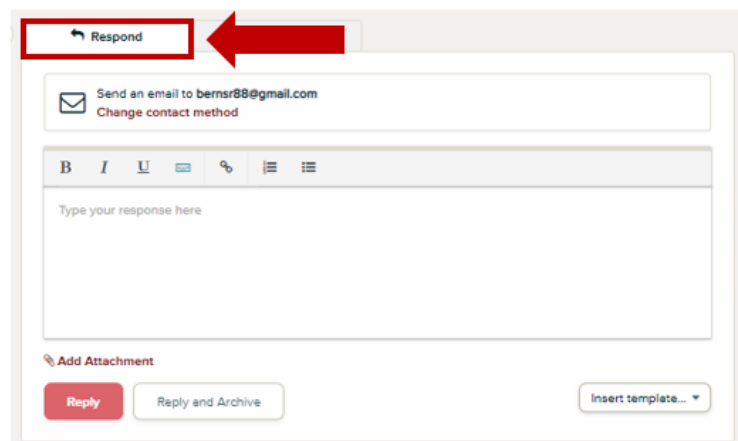 Respond
Send an email to bernsr88@gmail.com
Change contact method
B I U
Type your response here
Add Attachment
Reply Reply and Archive Insert template...